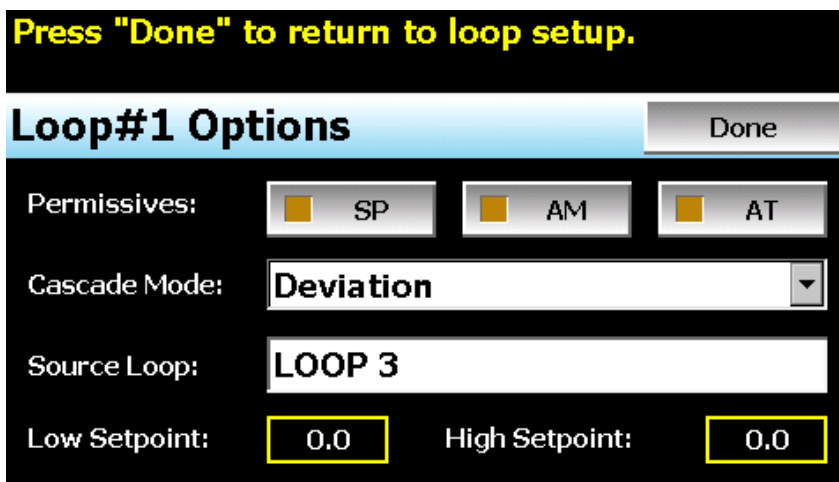 Press "Done" to return to loop setup.
Loop#1 Options Done
Permissives: SP AM AT
Cascade Mode: Deviation
Source Loop: LOOP 3
Low Setpoint: 0.0 High Setpoint: 0.0